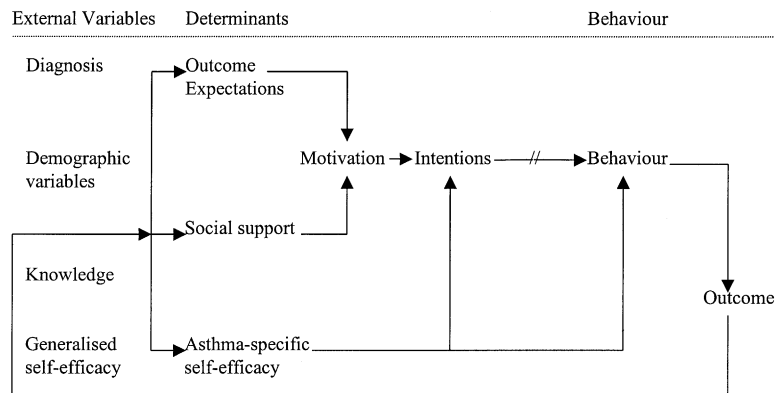 External Variables Determinants Behaviour
Diagnosis Outcome
Expectations
Demographic Motivation Intentions // Behaviour
variables
Social support
Knowledge
Outcome
Generalised Asthma-specific
self-efficacy self-efficacy